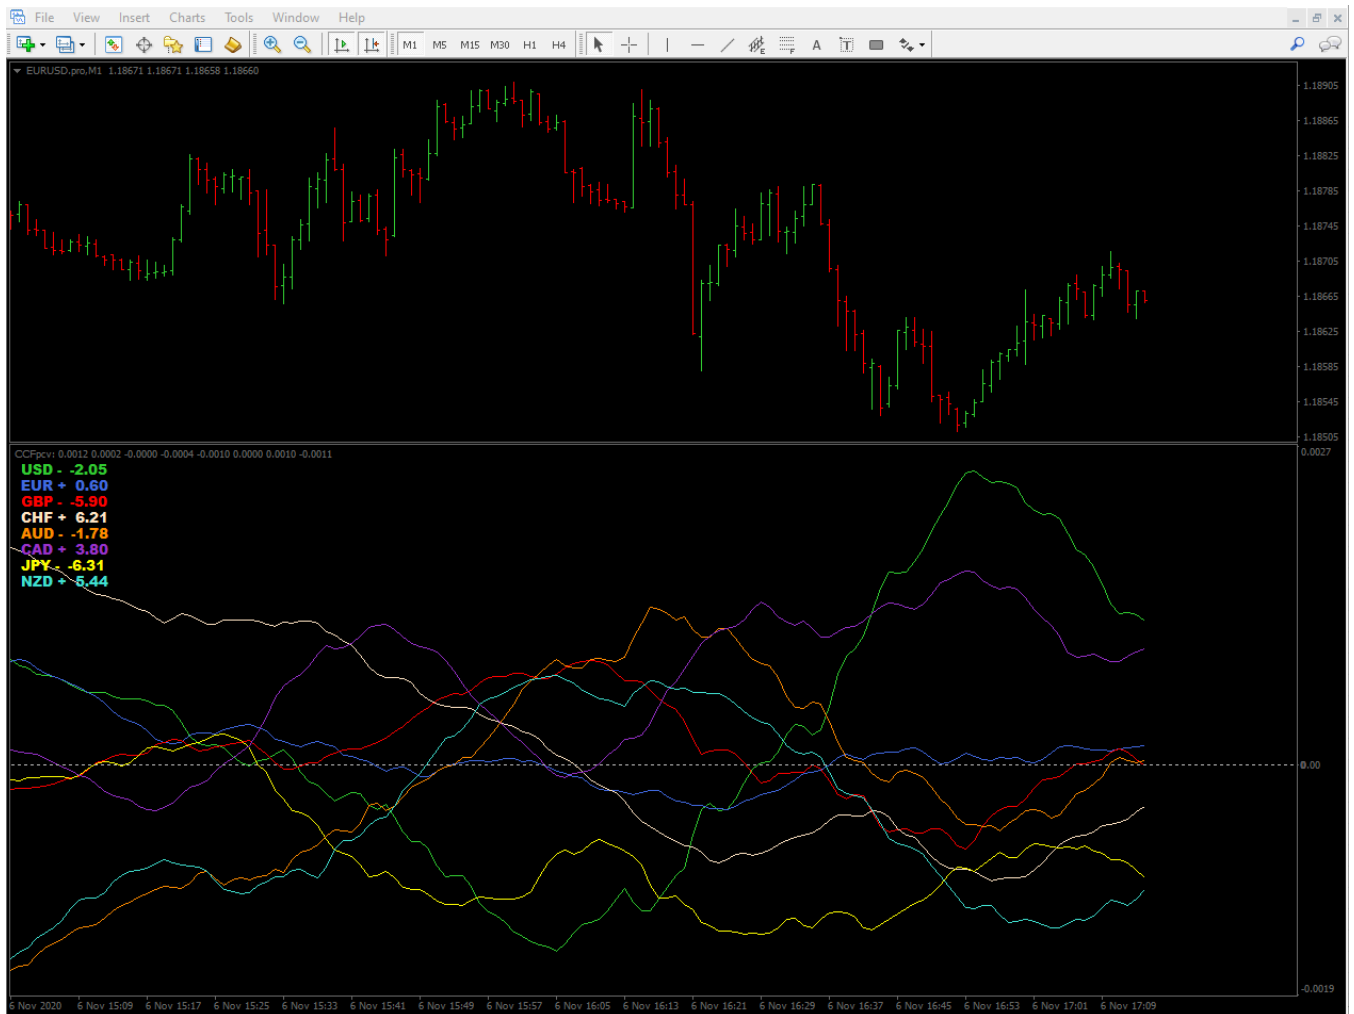 File View Insert Charts Tools Window Help
M1 M5 M15 M30 H1 H4 E F A T
EURUSD.pro,M1 1.18671 1.18671 1.18658 1.18660
1.18905
1.18865
1.18825
1.18785
1.18745
1.18705
1.18665
1.18625
1.18585
1.18545
1.18505
CCFpcv: 0.0012 0.0002 -0.0000 -0.0004 -0.0010 0.0000 0.0010 -0.0011
0.0027
USD - -2.05
EUR + 0.60
GBP - -5.90
CHF + 6.21
AUD - -1.78
CAD + 3.80
JPY - -6.31
NZD + 5.44
0.00
-0.0019
6 Nov 2020 6 Nov 15:09 6 Nov 15:17 6 Nov 15:25 6 Nov 15:33 6 Nov 15:41 6 Nov 15:49 6 Nov 15:57 6 Nov 16:05 6 Nov 16:13 6 Nov 16:21 6 Nov 16:29 6 Nov 16:37 6 Nov 16:45 6 Nov 16:53 6 Nov 17:01 6 Nov 17:09